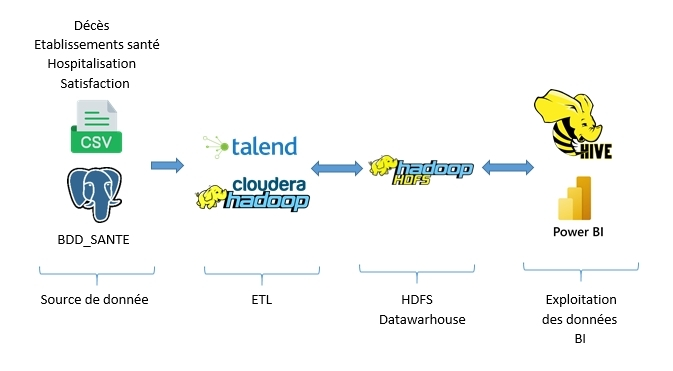 Décès
Etablissements santé
Hospitalisation
Satisfaction
CSV
BDD_SANTE
talend
cloudera
hadoop
hadoop
HDFS
HIVE
Power BI
Source de donnée
ETL
HDFS
Datawarhouse
Exploitation
des données
BI